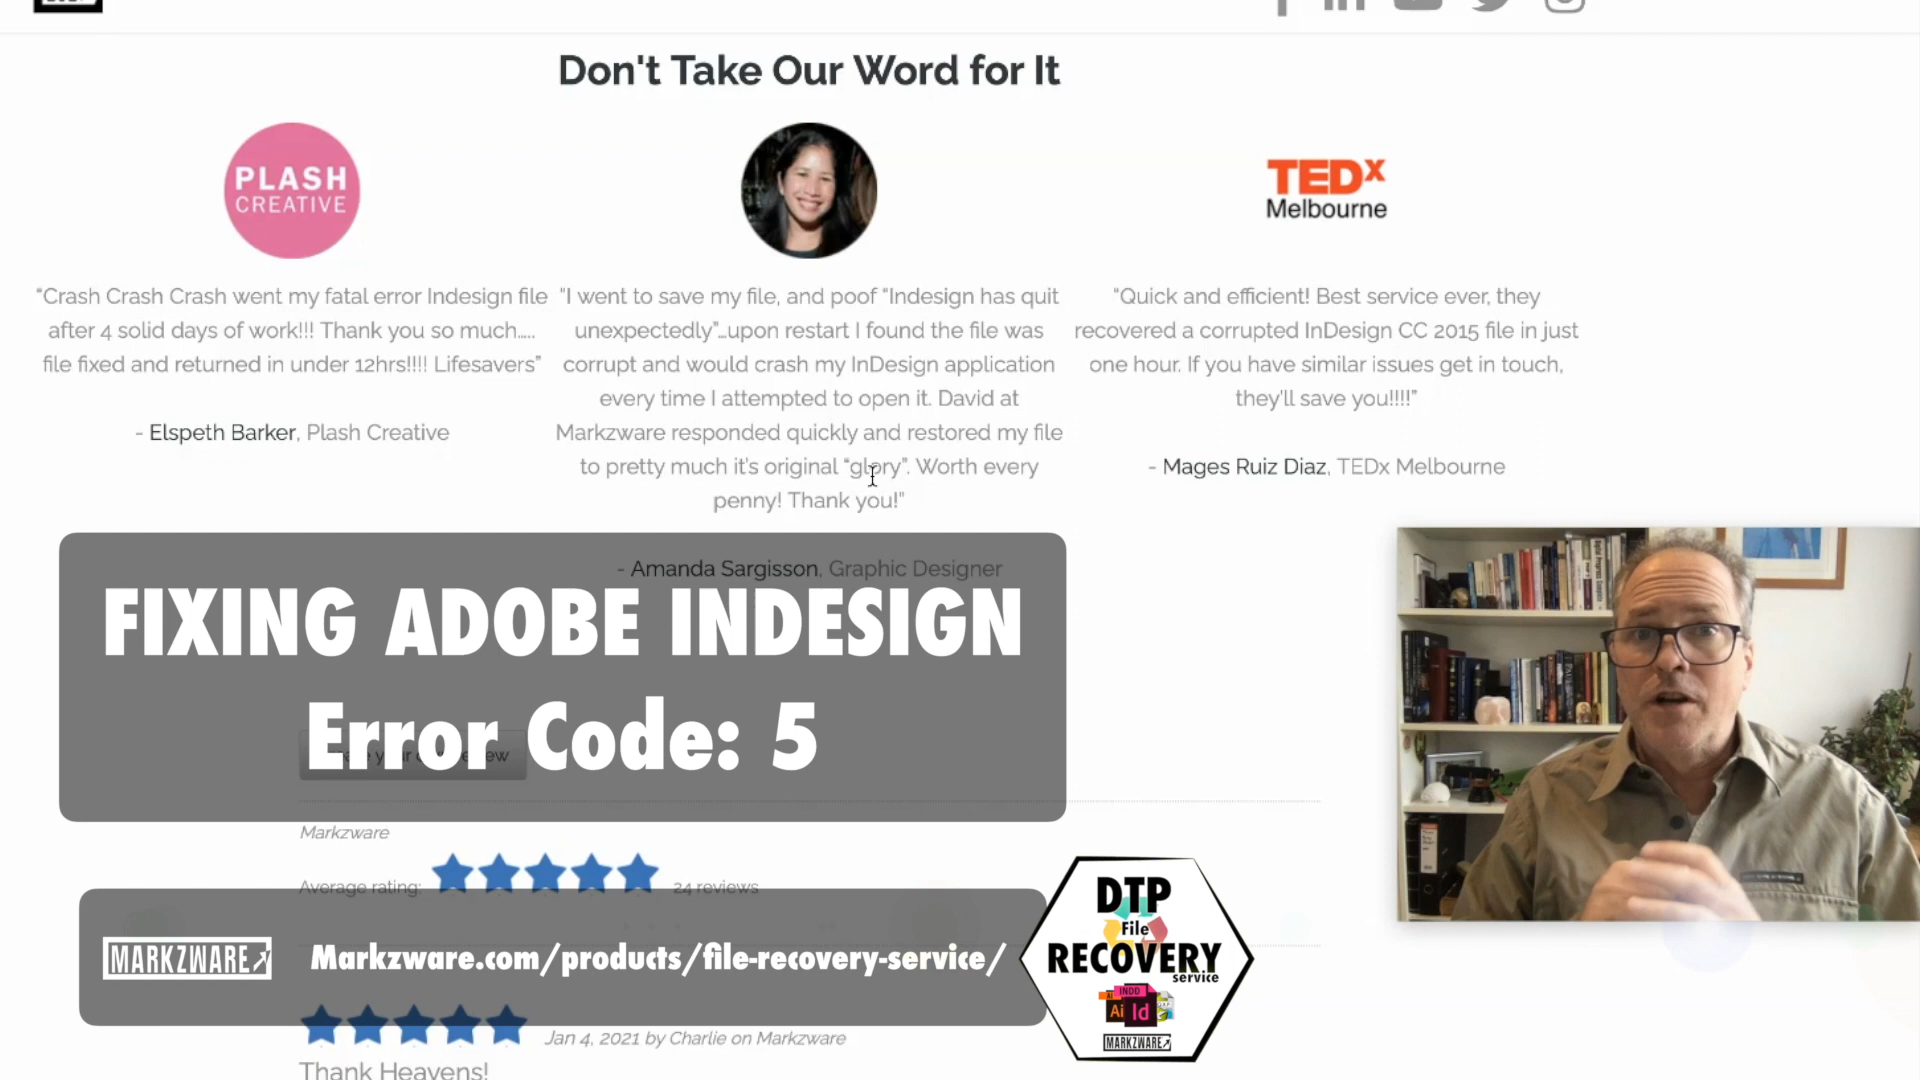 Don't Take Our Word for It
PLASH
CREATIVE
TEDx
Melbourne
“Crash Crash Crash went my fatal error Indesign file
after 4 solid days of work!!! Thank you so much.....
file fixed and returned in under 12hrs!!!! Lifesavers”
- Elspeth Barker, Plash Creative
"I went to save my file, and poof “Indesign has quit
unexpectedly”...upon restart I found the file was
corrupt and would crash my InDesign application
every time I attempted to open it. David at
Markzware responded quickly and restored my file
to pretty much it's original “glory”. Worth every
penny! Thank you!”
- Amanda Sargisson, Graphic Designer
“Quick and efficient! Best service ever, they
recovered a corrupted InDesign CC 2015 file in just
one hour. If you have similar issues get in touch,
they'll save you!!!!”
- Mages Ruiz Diaz, TEDx Melbourne
FIXING ADOBE INDESIGN
Error Code: 5
Markzware
Average rating: 24 reviews
MARKZWARE
Markzware.com/products/file-recovery-service/
DTP
File
RECOVERY
service
INDD
Ai Id
MARKZWARE
Jan 4, 2021 by Charlie on Markzware
Thank Heavens!